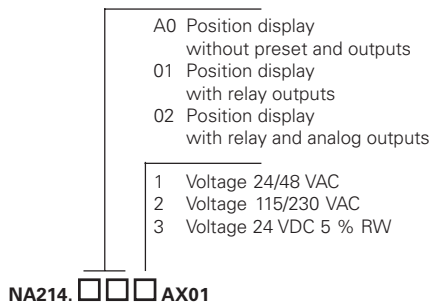 A0 Position display
without preset and outputs
01 Position display
with relay outputs
02 Position display
with relay and analog outputs
1 Voltage 24/48 VAC
2 Voltage 115/230 VAC
3 Voltage 24 VDC 5 % RW
NA214. □□□ AX01